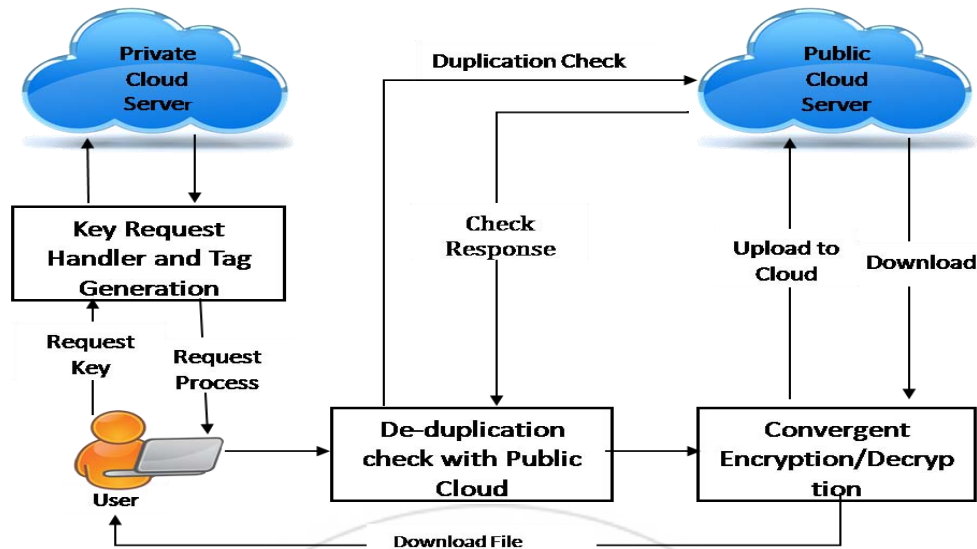 Private
Cloud
Server
Duplication Check
Public
Cloud
Server
Key Request
Handler and Tag
Generation
Check
Response
Upload to
Cloud
Download
Request
Key
Request
Process
De-duplication
check with Public
Cloud
Convergent
Encryption/Decryp
tion
User
Download File